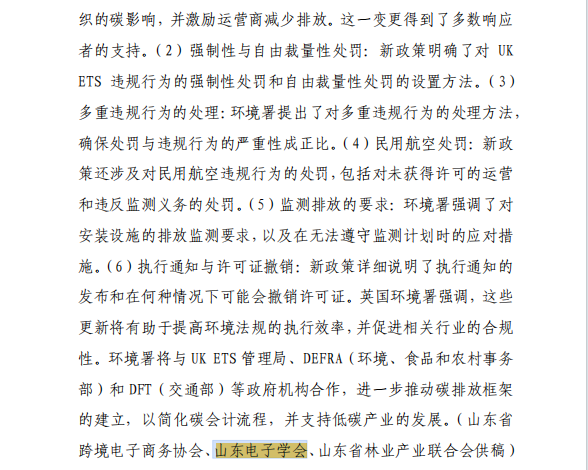 织的碳影响，并激励运营商减少排放。这一变更得到了多数响应
者的支持。（2）强制性与自由裁量性处罚：新政策明确了对 UK
ETS 违规行为的强制性处罚和自由裁量性处罚的设置方法。（3）
多重违规行为的处理：环境署提出了对多重违规行为的处理方法，
确保处罚与违规行为的严重性成正比。（4）民用航空处罚：新政
策还涉及对民用航空违规行为的处罚，包括对未获得许可的运营
和违反监测义务的处罚。（5）监测排放的要求：环境署强调了对
安装设施的排放监测要求，以及在无法遵守监测计划时的应对措
施。（6）执行通知与许可证撤销：新政策详细说明了执行通知的
发布和在何种情况下可能会撤销许可证。英国环境署强调，这些
更新将有助于提高环境法规的执行效率，并促进相关行业的合规
性。环境署将与 UK ETS 管理局、DEFRA（环境、食品和农村事务
部）和 DFT（交通部）等政府机构合作，进一步推动碳排放框架
的建立，以简化碳会计流程，并支持低碳产业的发展。（山东省
跨境电子商务协会、山东电子学会、山东省林业产业联合会供稿）